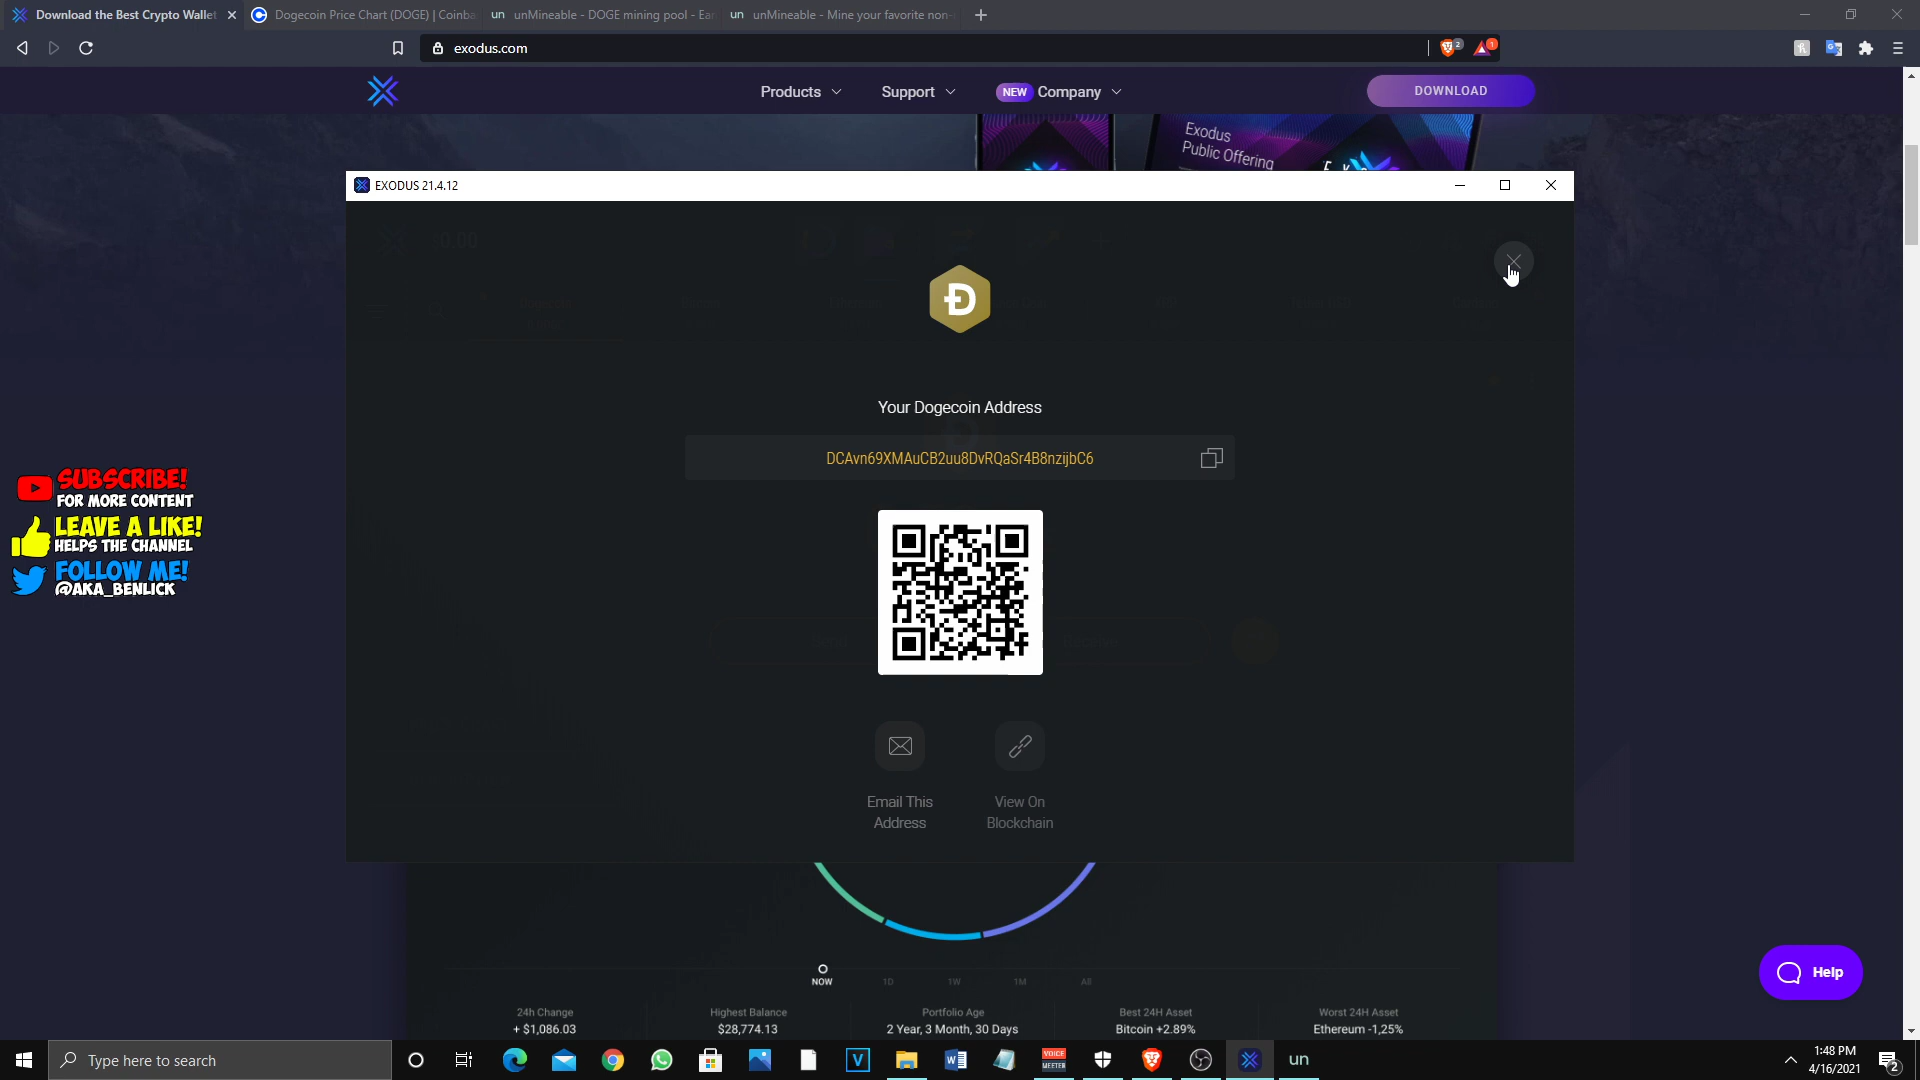 Download the Best Crypto Wallet
Dogecoin Price Chart (DOGE) | Coinba
un unMineable - DOGE mining pool - Ear
un unMineable - Mine your favorite non-
exodus.com
2
1
Products
Support
NEW Company
DOWNLOAD
Exodus
Public Offering
EXODUS 21.4.12
Your Dogecoin Address
DCAvn69XMAuCB2uu8DvRQaSr4B8nzijbC6
Email This
Address
View On
Blockchain
SUBSCRIBE!
FOR MORE CONTENT
LEAVE A LIKE!
HELPS THE CHANNEL
FOLLOW ME!
@AKA_BENLICK
NOW
1D
1W
1M
All
24h Change
+ $1,086.03
Highest Balance
$28,774.13
Portfolio Age
2 Year, 3 Month, 30 Days
Best 24H Asset
Bitcoin +2.89%
Worst 24H Asset
Ethereum -1,25%
Help
Type here to search
V
VOICE
MEETER
un
1:48 PM
4/16/2021
2